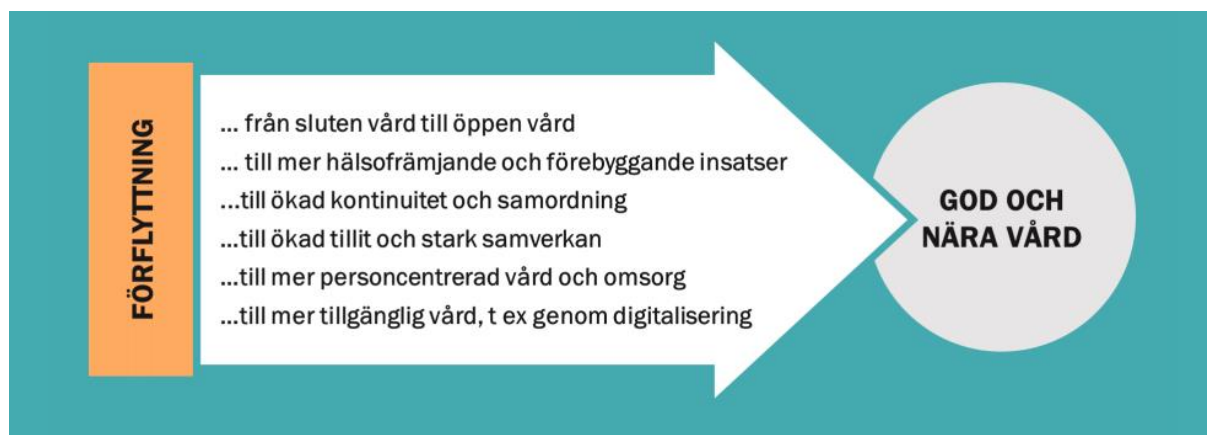 FÖRFLYTTNING
... från sluten vård till öppen vård
... till mer hälsofrämjande och förebyggande insatser
...till ökad kontinuitet och samordning
...till ökad tillit och stark samverkan
...till mer personcentrerad vård och omsorg
...till mer tillgänglig vård, t ex genom digitalisering
GOD OCH
NÄRA VÅRD